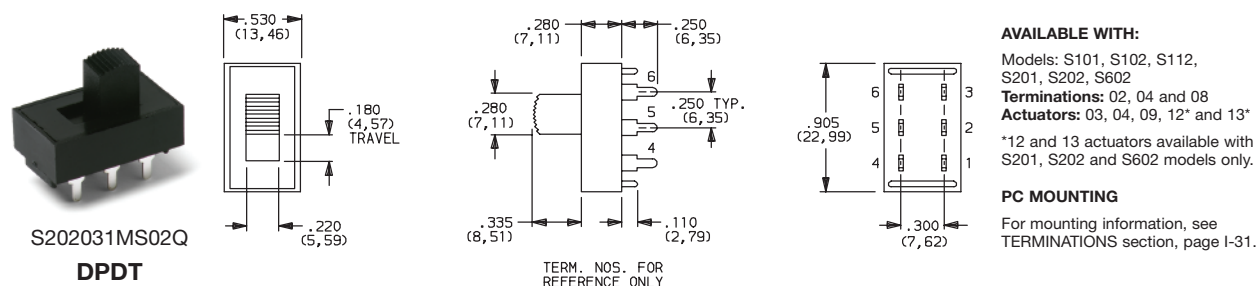 S202031MS02Q
DPDT
.530
(13,46)
.180
(4,57)
TRAVEL
.220
(5,59)
.280
(7,11)
.250
(6,35)
.280
(7,11)
6
5
4
.250 TYP.
(6,35)
.335
(8,51)
.110
(2,79)
TERM. NOS. FOR
REFERENCE ONLY
.905
(22,99)
6
3
5
2
4
1
.300
(7,62)
AVAILABLE WITH:
Models: S101, S102, S112,
S201, S202, S602
Terminations: 02, 04 and 08
Actuators: 03, 04, 09, 12* and 13*
*12 and 13 actuators available with
S201, S202 and S602 models only.
PC MOUNTING
For mounting information, see
TERMINATIONS section, page I-31.